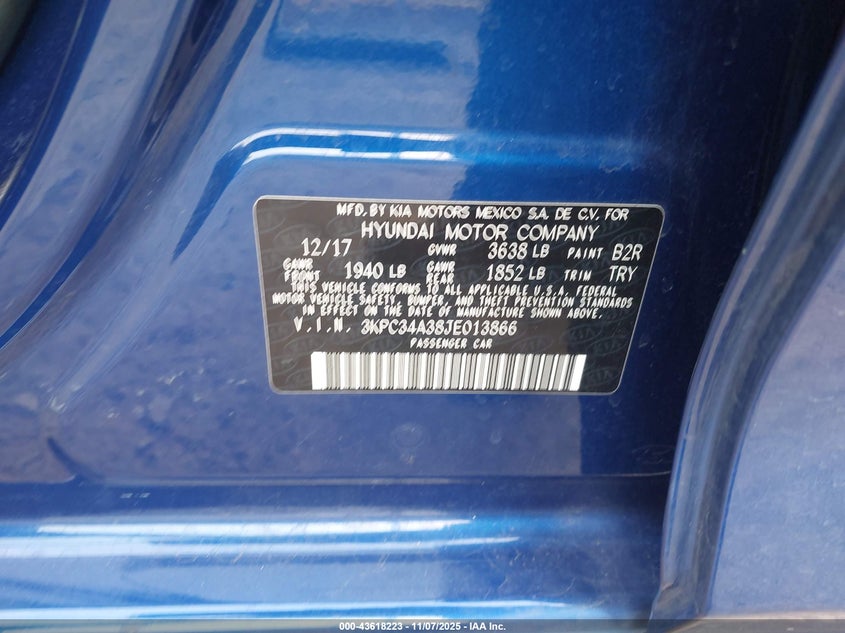 MFD. BY KIA MOTORS MEXICO S.A. DE C.V. FOR
HYUNDAI MOTOR COMPANY
12/17 GVWR 3638 LB PAINT B2R
GAWR FRONT 1940 LB GAWR REAR 1852 LB TRIM TRY
THIS VEHICLE CONFORMS TO ALL APPLICABLE U.S.A. FEDERAL
MOTOR VEHICLE SAFETY, BUMPER, AND THEFT PREVENTION STANDARDS
IN EFFECT ON THE DATE OF MANUFACTURE SHOWN ABOVE.
V.I.N. 3KPC34A38JE013866
PASSENGER CAR
000-43618223 - 11/07/2025 - IAA Inc.